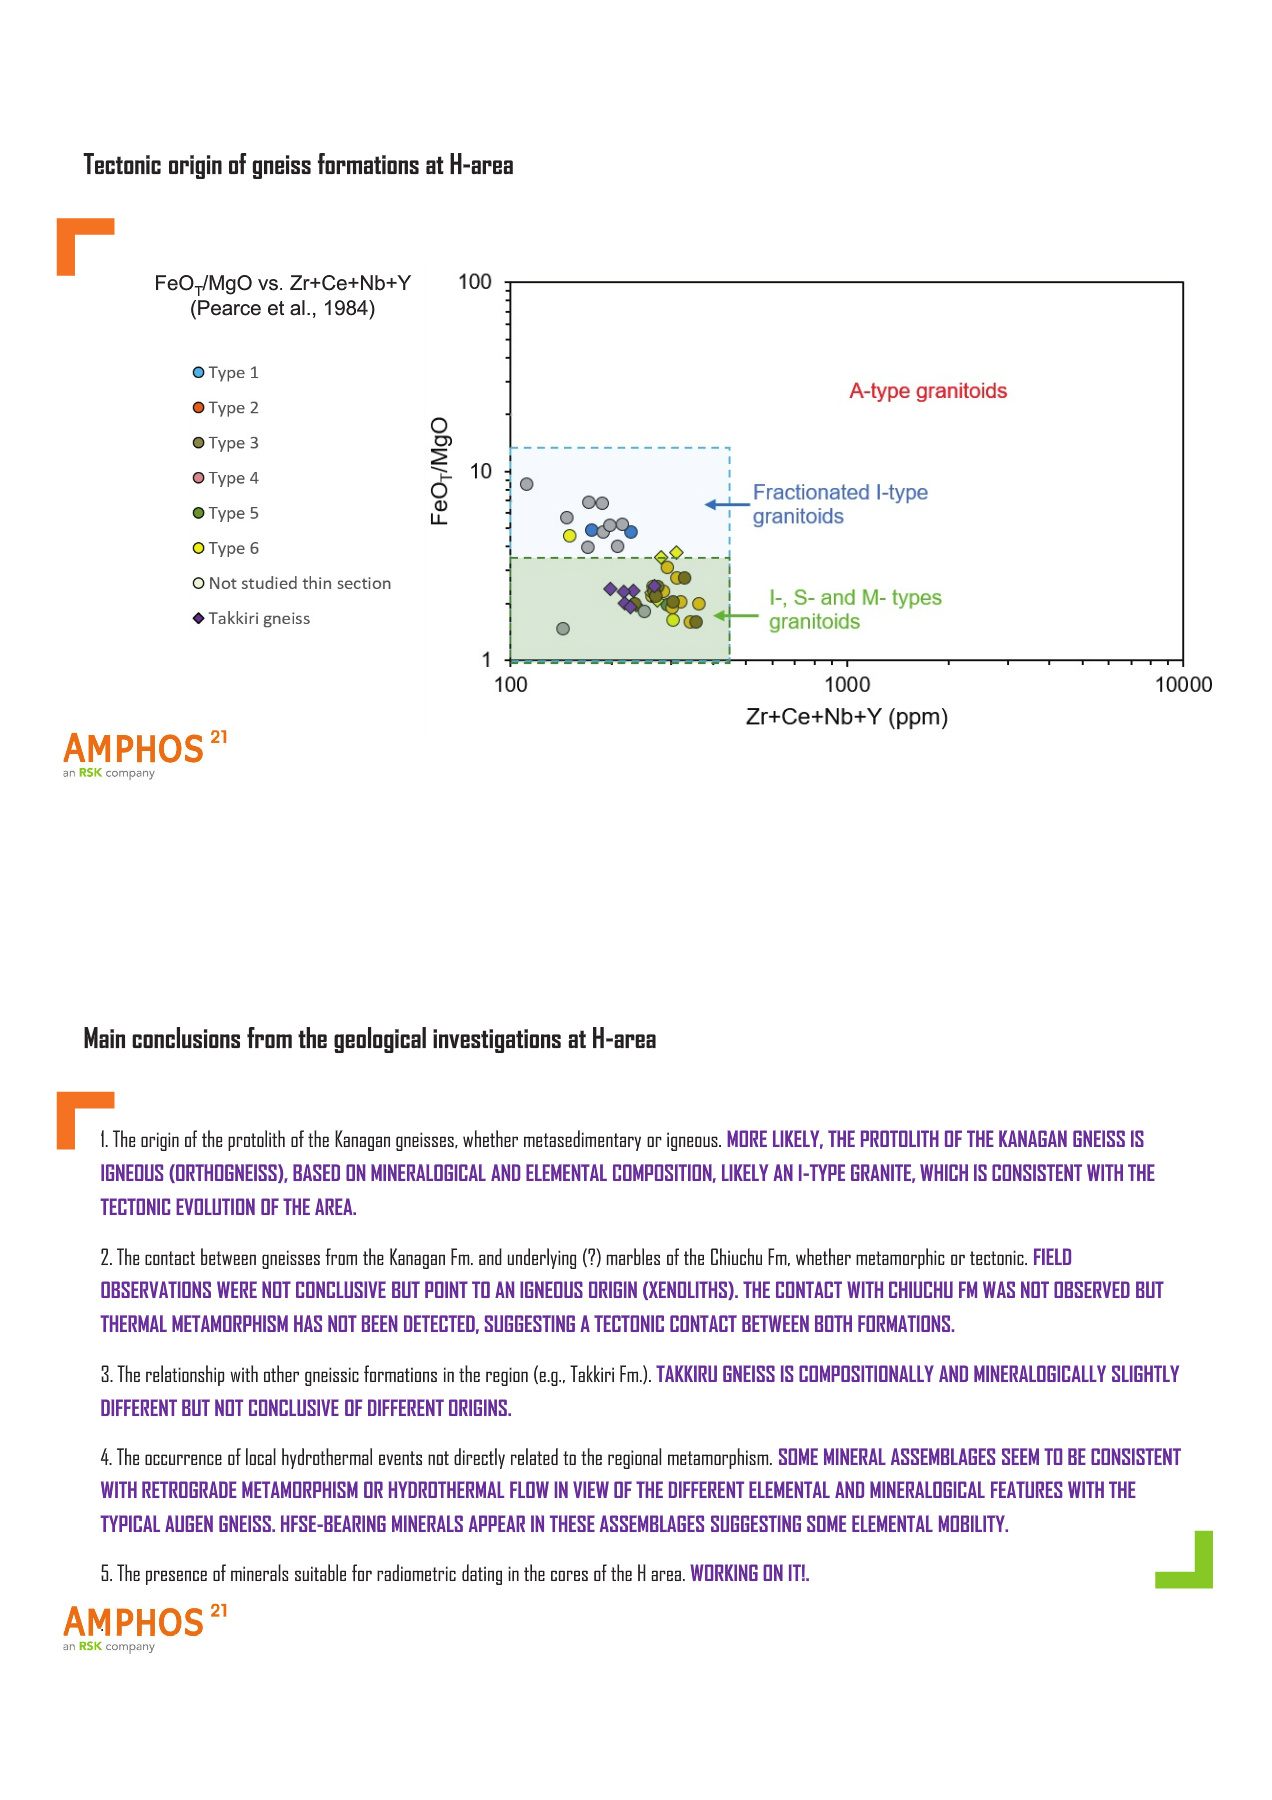 Tectonic origin of gneiss formations at H-area
FeOT/MgO vs. Zr+Ce+Nb+Y
(Pearce et al., 1984)
Type 1
Type 2
Type 3
Type 4
Type 5
Type 6
Not studied thin section
Takkiri gneiss
100
10
1
FeOT/MgO
A-type granitoids
Fractionated I-type
granitoids
I-, S- and M- types
granitoids
100
1000
10000
Zr+Ce+Nb+Y (ppm)
AMPHOS 21
an RSK company
Main conclusions from the geological investigations at H-area
1. The origin of the protolith of the Kanagan gneisses, whether metasedimentary or igneous. MORE LIKELY, THE PROTOLITH OF THE KANAGAN GNEISS IS
IGNEOUS (ORTHOGNEISS), BASED ON MINERALOGICAL AND ELEMENTAL COMPOSITION, LIKELY AN I-TYPE GRANITE, WHICH IS CONSISTENT WITH THE
TECTONIC EVOLUTION OF THE AREA.
2. The contact between gneisses from the Kanagan Fm. and underlying (?) marbles of the Chiuchu Fm, whether metamorphic or tectonic. FIELD
OBSERVATIONS WERE NOT CONCLUSIVE BUT POINT TO AN IGNEOUS ORIGIN (XENOLITHS). THE CONTACT WITH CHIUCHU FM WAS NOT OBSERVED BUT
THERMAL METAMORPHISM HAS NOT BEEN DETECTED, SUGGESTING A TECTONIC CONTACT BETWEEN BOTH FORMATIONS.
3. The relationship with other gneissic formations in the region (e.g., Takkiri Fm.). TAKKIRU GNEISS IS COMPOSITIONALLY AND MINERALOGICALLY SLIGHTLY
DIFFERENT BUT NOT CONCLUSIVE OF DIFFERENT ORIGINS.
4. The occurrence of local hydrothermal events not directly related to the regional metamorphism. SOME MINERAL ASSEMBLAGES SEEM TO BE CONSISTENT
WITH RETROGRADE METAMORPHISM OR HYDROTHERMAL FLOW IN VIEW OF THE DIFFERENT ELEMENTAL AND MINERALOGICAL FEATURES WITH THE
TYPICAL AUGEN GNEISS. HFSE-BEARING MINERALS APPEAR IN THESE ASSEMBLAGES SUGGESTING SOME ELEMENTAL MOBILITY.
5. The presence of minerals suitable for radiometric dating in the cores of the H area. WORKING ON IT!.
AMPHOS 21
an RSK company